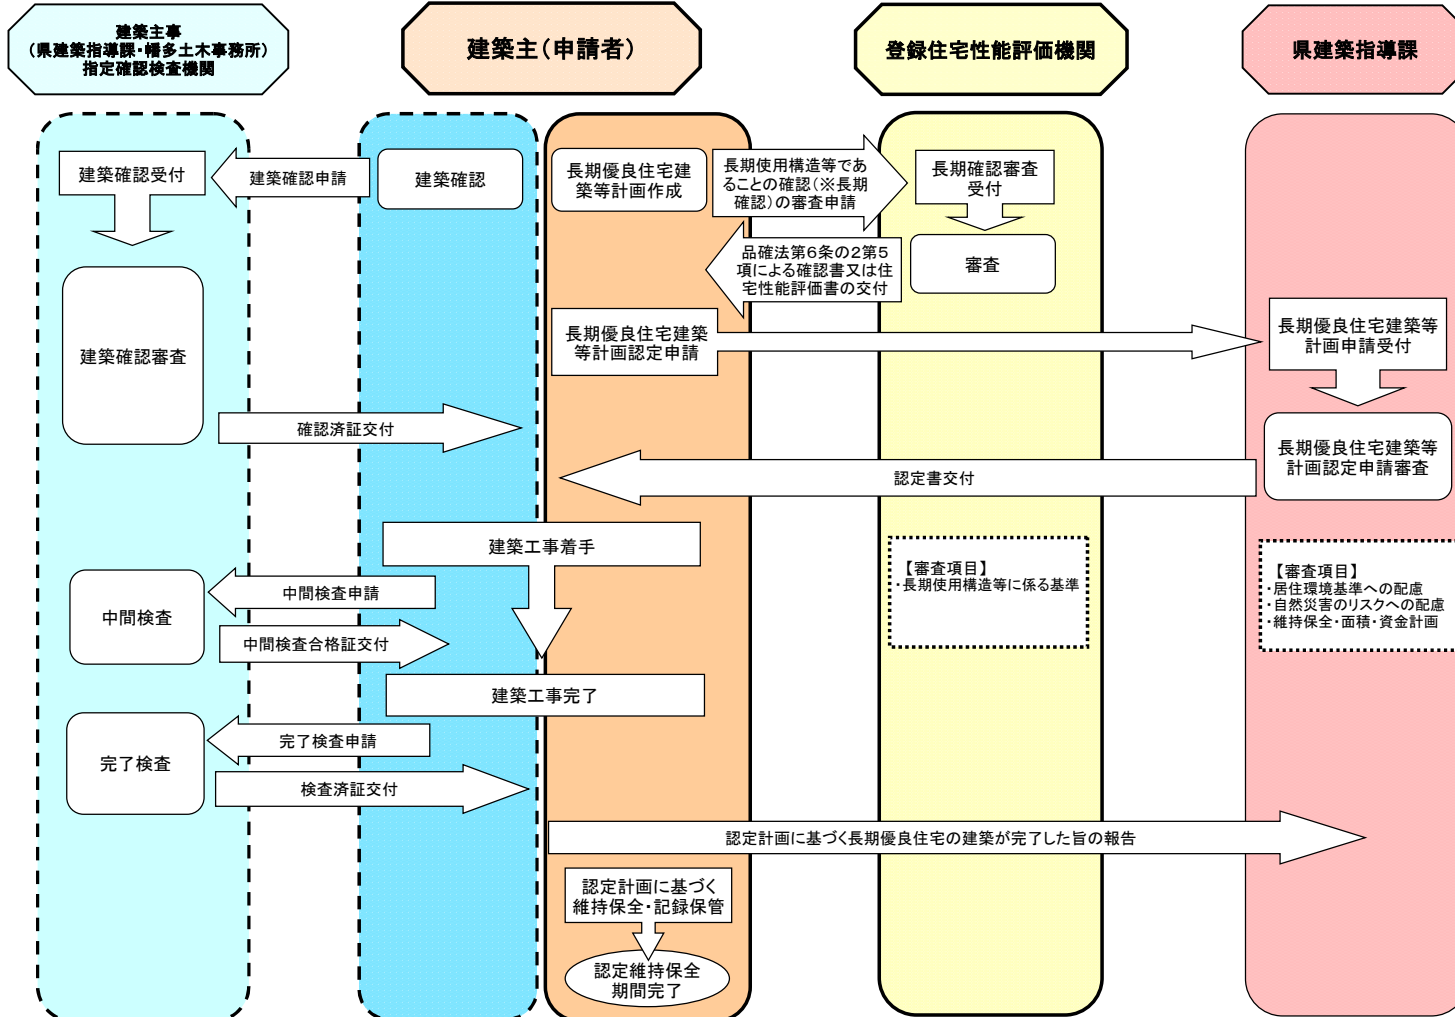 建築主事
（県建築指導課・幡多土木事務所）
指定確認検査機関
建築主（申請者）
登録住宅性能評価機関
県建築指導課
建築確認受付
建築確認申請
建築確認
長期優良住宅建
築等計画作成
長期使用構造等であ
ることの確認（※長期
確認）の審査申請
長期確認審査
受付
品確法第6条の2第5
項による確認書又は住
宅性能評価書の交付
審査
建築確認審査
長期優良住宅建築
等計画認定申請
長期優良住宅建築等
計画申請受付
確認済証交付
長期優良住宅建築等
計画認定申請審査
認定書交付
建築工事着手
【審査項目】
・長期使用構造等に係る基準
【審査項目】
・居住環境基準への配慮
・自然災害のリスクへの配慮
・維持保全・面積・資金計画
中間検査申請
中間検査
中間検査合格証交付
建築工事完了
完了検査申請
完了検査
検査済証交付
認定計画に基づく長期優良住宅の建築が完了した旨の報告
認定計画に基づく
維持保全・記録保管
認定維持保全
期間完了